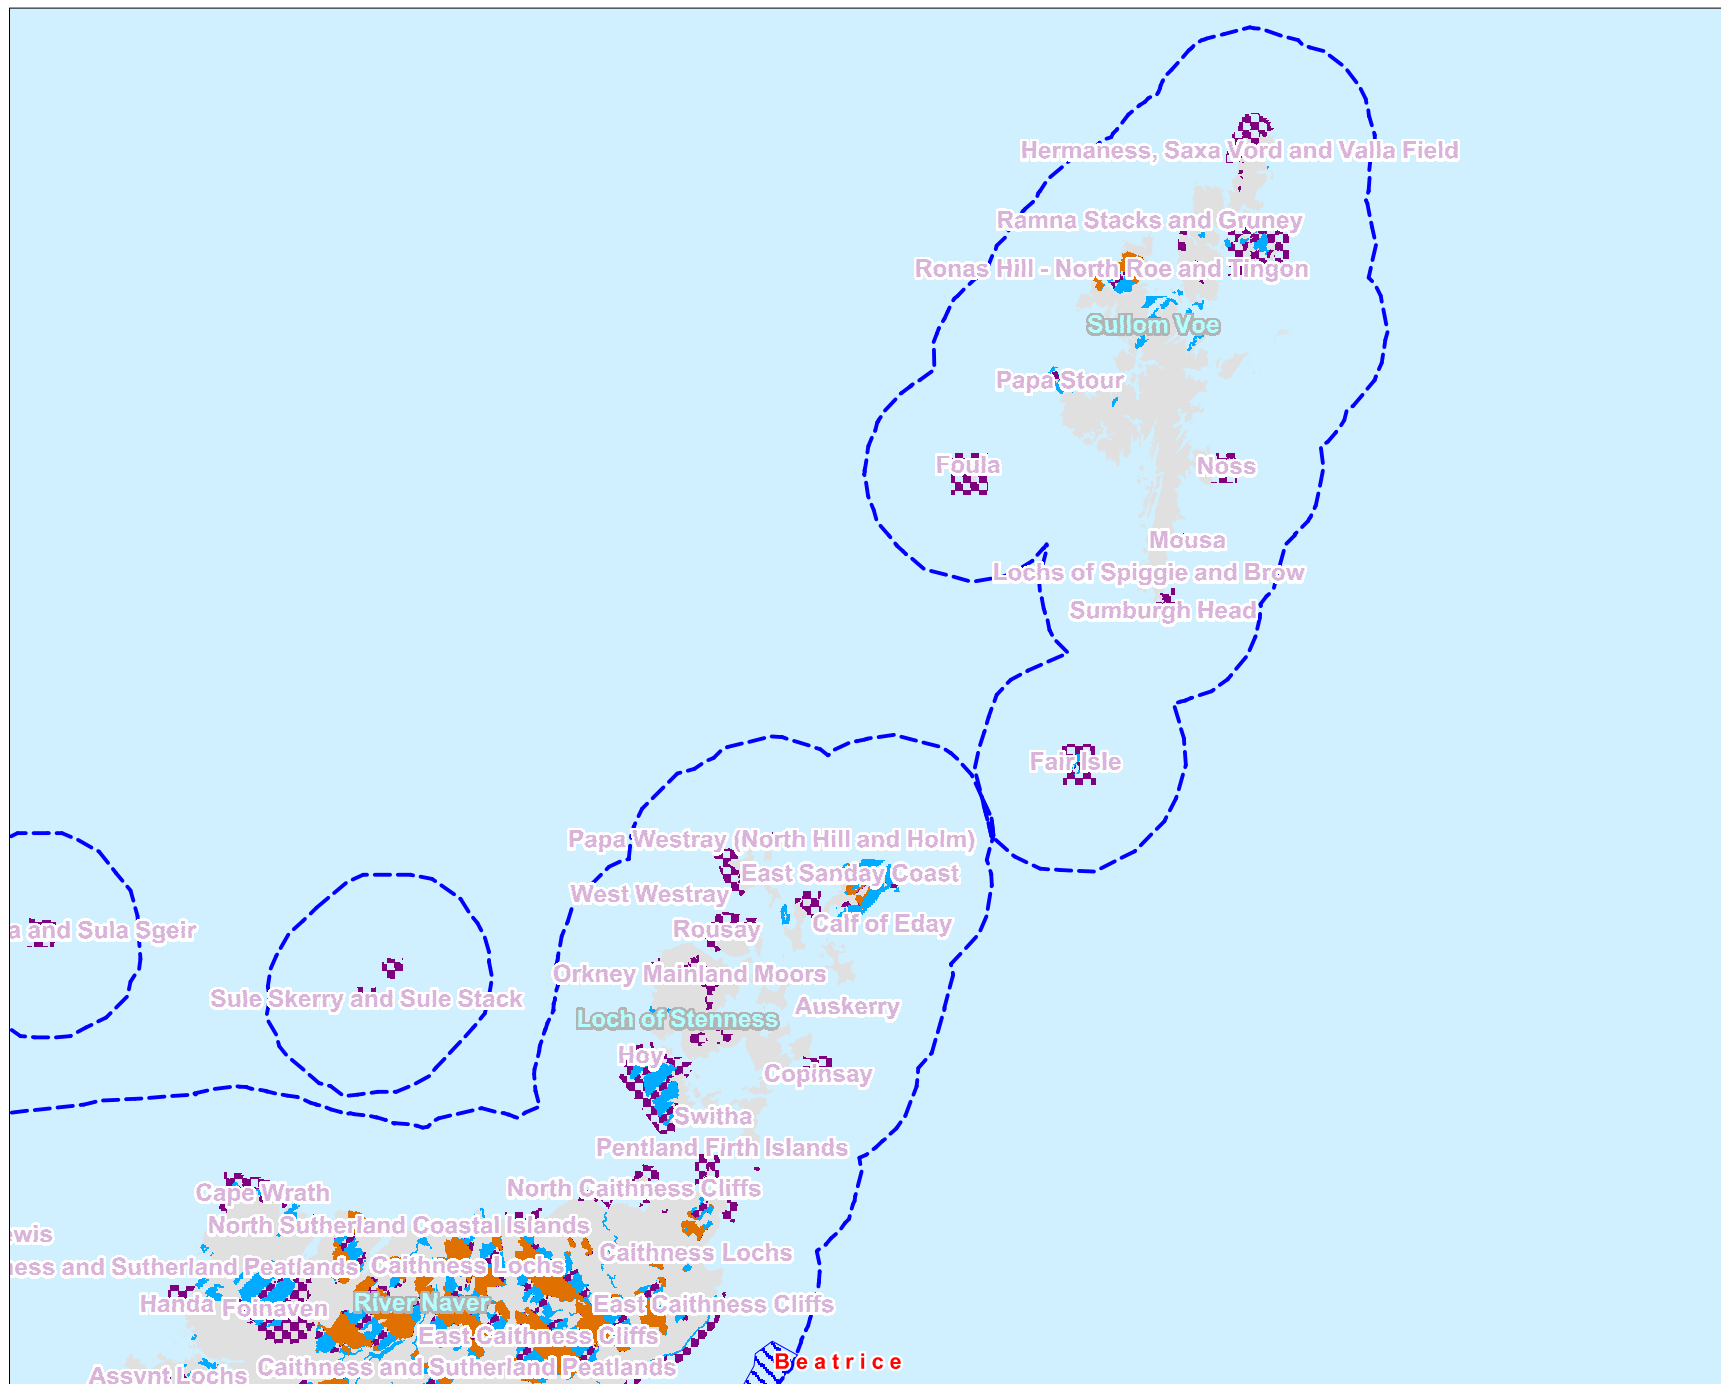 Hermaness, Saxa Vord and Valla Field
Ramna Stacks and Gruney
Ronas Hill - North Roe and Tingon
Sullom Voe
Papa Stour
Foula
Noss
Mousa
Lochs of Spiggie and Brow
Sumburgh Head
Fair Isle
Papa Westray (North Hill and Holm)
East Sanday Coast
West Westray
Calf of Eday
Rousay
a and Sula Sgeir
Orkney Mainland Moors
Sule Skerry and Sule Stack
Auskerry
Loch of Stenness
Hoy
Copinsay
Switha
Pentland Firth Islands
North Caithness Cliffs
Cape Wrath
North Sutherland Coastal Islands
ewis
Caithness Lochs
ness and Sutherland Peatlands
Caithness Lochs
Handa
Foinaven
River Naver
East Caithness Cliffs
East Caithness Cliffs
Beatrice
Caithness and Sutherland Peatlands
Assynt Lochs